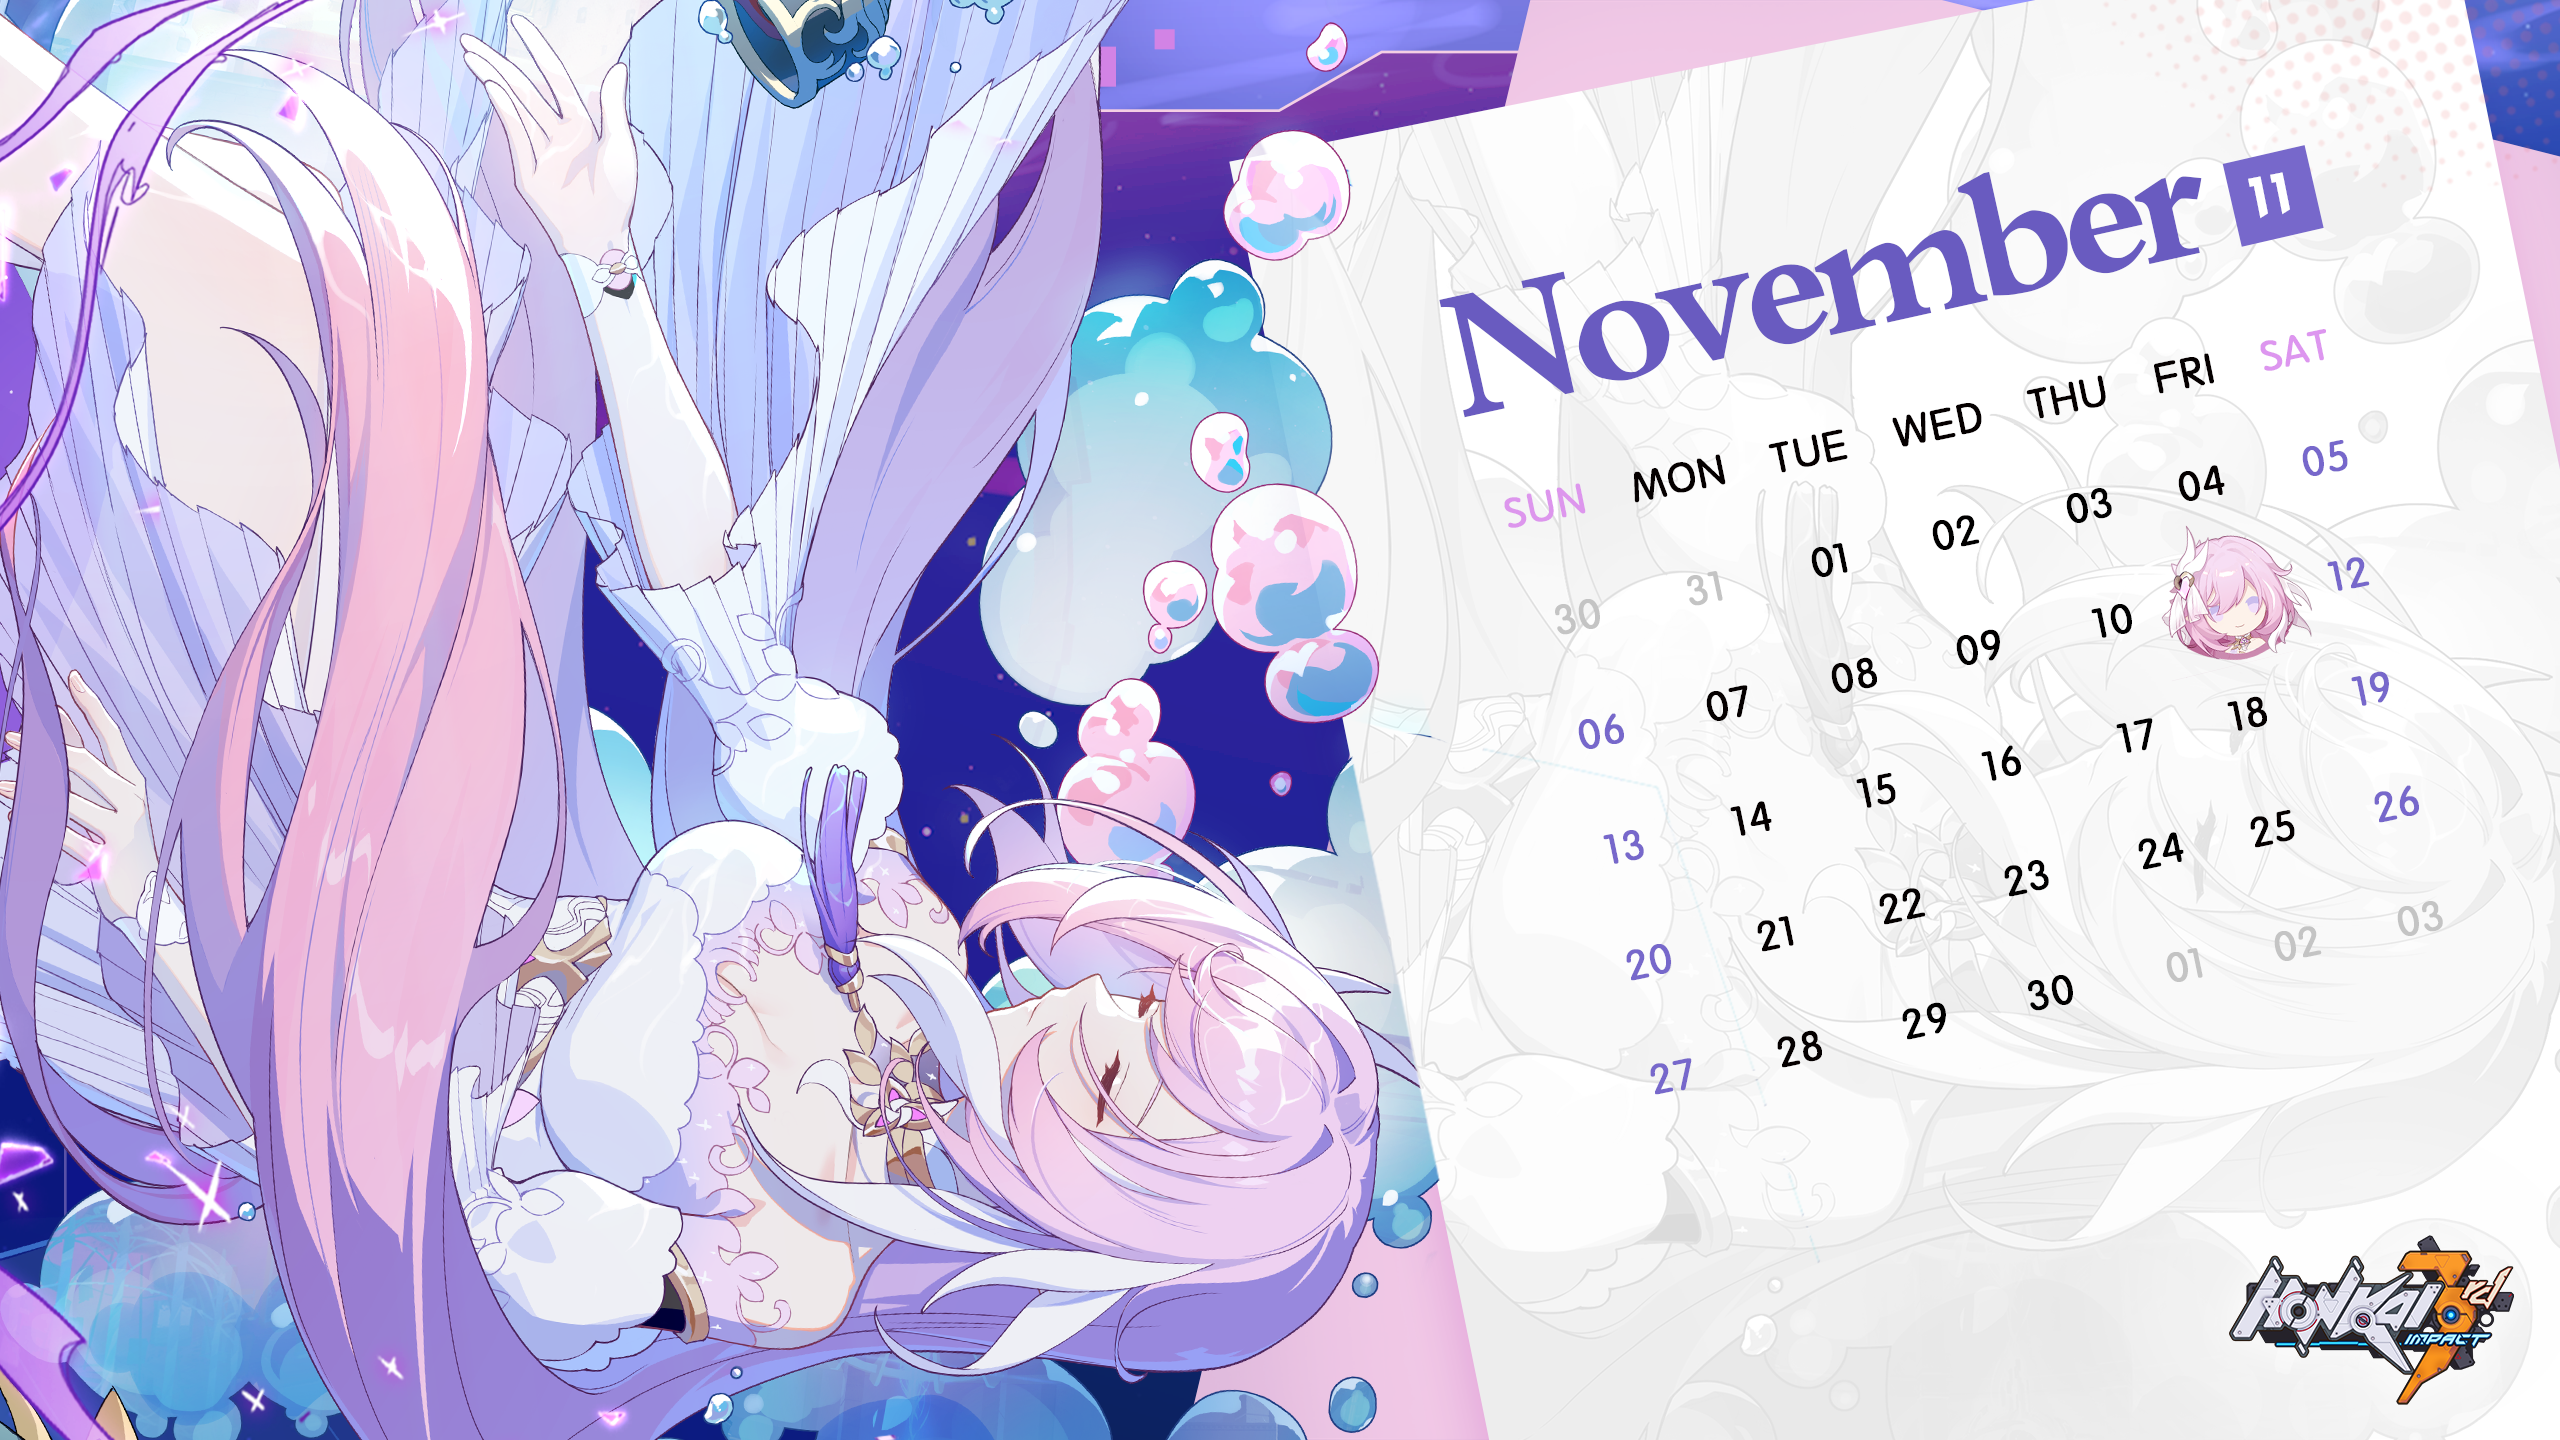 November 11
SUN MON TUE WED THU FRI SAT
30 31 01 02 03 04 05
06 07 08 09 10 12
13 14 15 16 17 18 19
20 21 22 23 24 25 26
27 28 29 30 01 02 03
HONKAI 3rd
IMPACT